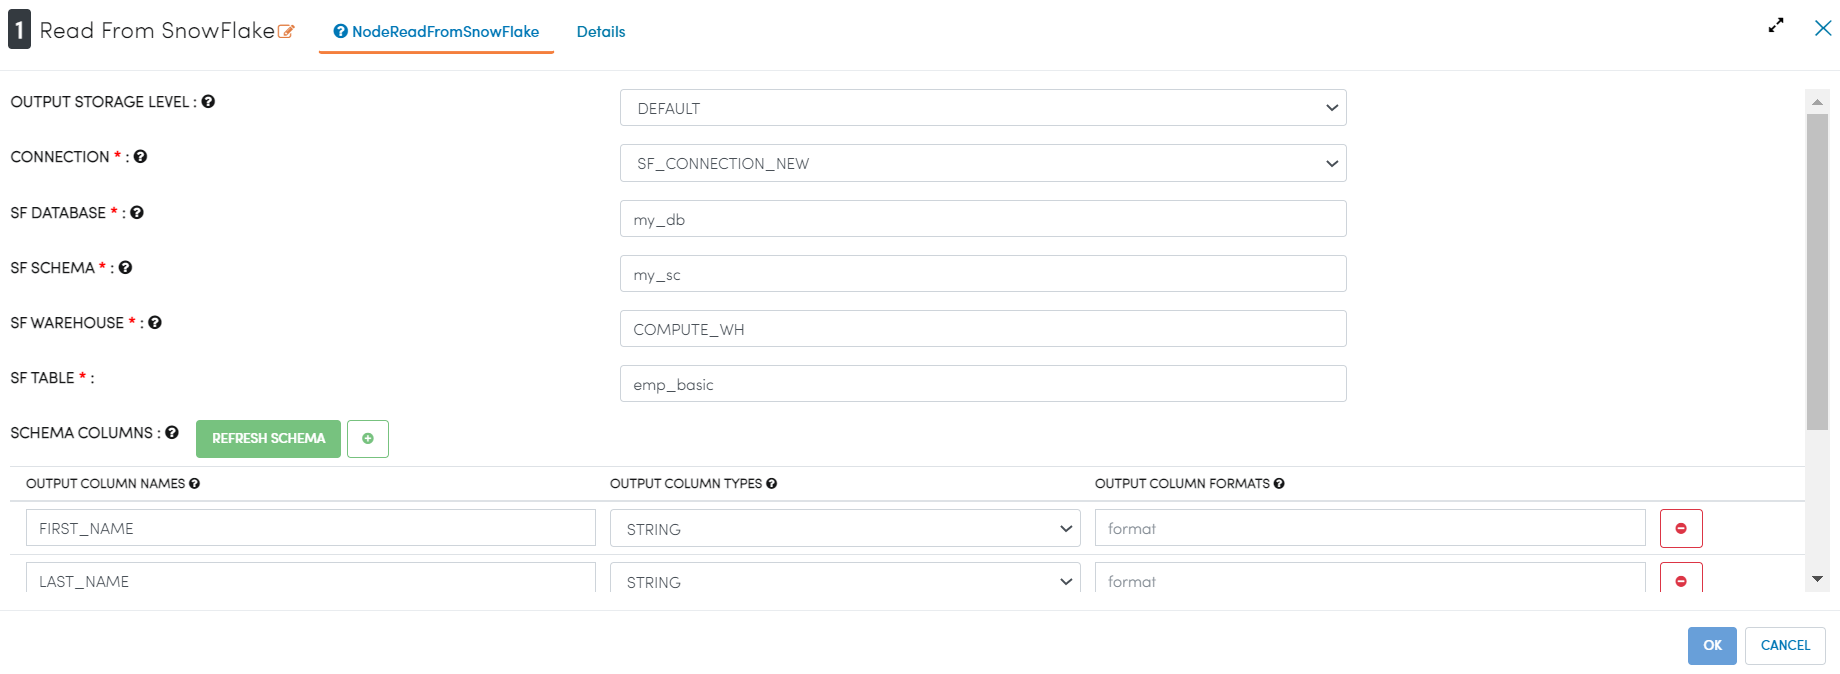 1 Read From SnowFlake NodeReadFromSnowFlake Details
OUTPUT STORAGE LEVEL : DEFAULT
CONNECTION * : SF_CONNECTION_NEW
SF DATABASE * : my_db
SF SCHEMA * : my_sc
SF WAREHOUSE * : COMPUTE_WH
SF TABLE * : emp_basic
SCHEMA COLUMNS : REFRESH SCHEMA
OUTPUT COLUMN NAMES OUTPUT COLUMN TYPES OUTPUT COLUMN FORMATS
FIRST_NAME STRING format
LAST_NAME STRING format
OK CANCEL